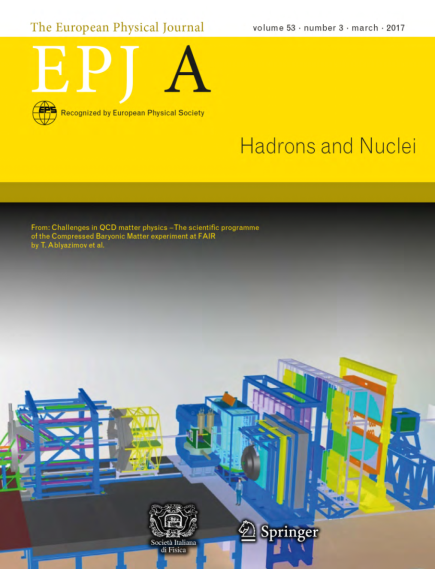 The European Physical Journal
volume 53 · number 3 · march · 2017
EPJ A
EPS
Recognized by European Physical Society
Hadrons and Nuclei
From: Challenges in QCD matter physics –The scientific programme
of the Compressed Baryonic Matter experiment at FAIR
by T. Ablyazimov et al.
Società Italiana
di Fisica
Springer